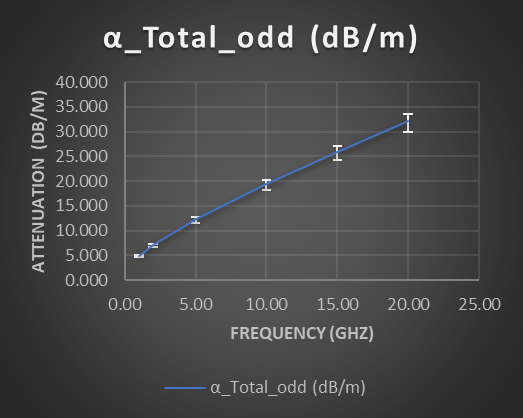 α_Total_odd (dB/m)
40.000
35.000
30.000
25.000
20.000
15.000
10.000
5.000
0.000
ATTENUATION (DB/M)
0.00 5.00 10.00 15.00 20.00 25.00
FREQUENCY (GHZ)
α_Total_odd (dB/m)